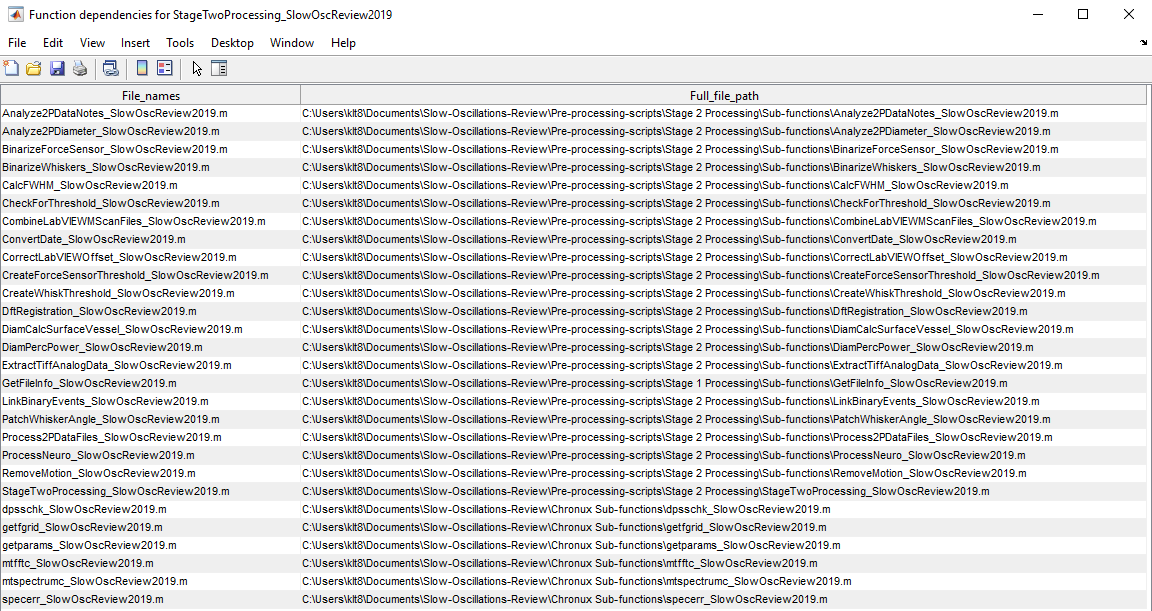 Function dependencies for StageTwoProcessing_SlowOscReview2019
File Edit View Insert Tools Desktop Window Help
File_names Full_file_path
Analyze2PDataNotes_SlowOscReview2019.m C:\Users\klt8\Documents\Slow-Oscillations-Review\Pre-processing-scripts\Stage 2 Processing\Sub-functions\Analyze2PDataNotes_SlowOscReview2019.m
Analyze2PDiameter_SlowOscReview2019.m C:\Users\klt8\Documents\Slow-Oscillations-Review\Pre-processing-scripts\Stage 2 Processing\Sub-functions\Analyze2PDiameter_SlowOscReview2019.m
BinarizeForceSensor_SlowOscReview2019.m C:\Users\klt8\Documents\Slow-Oscillations-Review\Pre-processing-scripts\Stage 2 Processing\Sub-functions\BinarizeForceSensor_SlowOscReview2019.m
BinarizeWhiskers_SlowOscReview2019.m C:\Users\klt8\Documents\Slow-Oscillations-Review\Pre-processing-scripts\Stage 2 Processing\Sub-functions\BinarizeWhiskers_SlowOscReview2019.m
CalcFWHM_SlowOscReview2019.m C:\Users\klt8\Documents\Slow-Oscillations-Review\Pre-processing-scripts\Stage 2 Processing\Sub-functions\CalcFWHM_SlowOscReview2019.m
CheckForThreshold_SlowOscReview2019.m C:\Users\klt8\Documents\Slow-Oscillations-Review\Pre-processing-scripts\Stage 2 Processing\Sub-functions\CheckForThreshold_SlowOscReview2019.m
CombineLabVIEWMScanFiles_SlowOscReview2019.m C:\Users\klt8\Documents\Slow-Oscillations-Review\Pre-processing-scripts\Stage 2 Processing\Sub-functions\CombineLabVIEWMScanFiles_SlowOscReview2019.m
ConvertDate_SlowOscReview2019.m C:\Users\klt8\Documents\Slow-Oscillations-Review\Pre-processing-scripts\Stage 2 Processing\Sub-functions\ConvertDate_SlowOscReview2019.m
CorrectLabVIEWOffset_SlowOscReview2019.m C:\Users\klt8\Documents\Slow-Oscillations-Review\Pre-processing-scripts\Stage 2 Processing\Sub-functions\CorrectLabVIEWOffset_SlowOscReview2019.m
CreateForceSensorThreshold_SlowOscReview2019.m C:\Users\klt8\Documents\Slow-Oscillations-Review\Pre-processing-scripts\Stage 2 Processing\Sub-functions\CreateForceSensorThreshold_SlowOscReview2019.m
CreateWhiskThreshold_SlowOscReview2019.m C:\Users\klt8\Documents\Slow-Oscillations-Review\Pre-processing-scripts\Stage 2 Processing\Sub-functions\CreateWhiskThreshold_SlowOscReview2019.m
DftRegistration_SlowOscReview2019.m C:\Users\klt8\Documents\Slow-Oscillations-Review\Pre-processing-scripts\Stage 2 Processing\Sub-functions\DftRegistration_SlowOscReview2019.m
DiamCalcSurfaceVessel_SlowOscReview2019.m C:\Users\klt8\Documents\Slow-Oscillations-Review\Pre-processing-scripts\Stage 2 Processing\Sub-functions\DiamCalcSurfaceVessel_SlowOscReview2019.m
DiamPercPower_SlowOscReview2019.m C:\Users\klt8\Documents\Slow-Oscillations-Review\Pre-processing-scripts\Stage 2 Processing\Sub-functions\DiamPercPower_SlowOscReview2019.m
ExtractTiffAnalogData_SlowOscReview2019.m C:\Users\klt8\Documents\Slow-Oscillations-Review\Pre-processing-scripts\Stage 2 Processing\Sub-functions\ExtractTiffAnalogData_SlowOscReview2019.m
GetFileInfo_SlowOscReview2019.m C:\Users\klt8\Documents\Slow-Oscillations-Review\Pre-processing-scripts\Stage 1 Processing\Sub-functions\GetFileInfo_SlowOscReview2019.m
LinkBinaryEvents_SlowOscReview2019.m C:\Users\klt8\Documents\Slow-Oscillations-Review\Pre-processing-scripts\Stage 2 Processing\Sub-functions\LinkBinaryEvents_SlowOscReview2019.m
PatchWhiskerAngle_SlowOscReview2019.m C:\Users\klt8\Documents\Slow-Oscillations-Review\Pre-processing-scripts\Stage 2 Processing\Sub-functions\PatchWhiskerAngle_SlowOscReview2019.m
Process2PDataFiles_SlowOscReview2019.m C:\Users\klt8\Documents\Slow-Oscillations-Review\Pre-processing-scripts\Stage 2 Processing\Sub-functions\Process2PDataFiles_SlowOscReview2019.m
ProcessNeuro_SlowOscReview2019.m C:\Users\klt8\Documents\Slow-Oscillations-Review\Pre-processing-scripts\Stage 2 Processing\Sub-functions\ProcessNeuro_SlowOscReview2019.m
RemoveMotion_SlowOscReview2019.m C:\Users\klt8\Documents\Slow-Oscillations-Review\Pre-processing-scripts\Stage 2 Processing\Sub-functions\RemoveMotion_SlowOscReview2019.m
StageTwoProcessing_SlowOscReview2019.m C:\Users\klt8\Documents\Slow-Oscillations-Review\Pre-processing-scripts\Stage 2 Processing\StageTwoProcessing_SlowOscReview2019.m
dpsschk_SlowOscReview2019.m C:\Users\klt8\Documents\Slow-Oscillations-Review\Chronux Sub-functions\dpsschk_SlowOscReview2019.m
getfgrid_SlowOscReview2019.m C:\Users\klt8\Documents\Slow-Oscillations-Review\Chronux Sub-functions\getfgrid_SlowOscReview2019.m
getparams_SlowOscReview2019.m C:\Users\klt8\Documents\Slow-Oscillations-Review\Chronux Sub-functions\getparams_SlowOscReview2019.m
mtfftc_SlowOscReview2019.m C:\Users\klt8\Documents\Slow-Oscillations-Review\Chronux Sub-functions\mtfftc_SlowOscReview2019.m
mtspectrumc_SlowOscReview2019.m C:\Users\klt8\Documents\Slow-Oscillations-Review\Chronux Sub-functions\mtspectrumc_SlowOscReview2019.m
specerr_SlowOscReview2019.m C:\Users\klt8\Documents\Slow-Oscillations-Review\Chronux Sub-functions\specerr_SlowOscReview2019.m